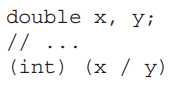 double x, y;
// ...
(int) (x / y)